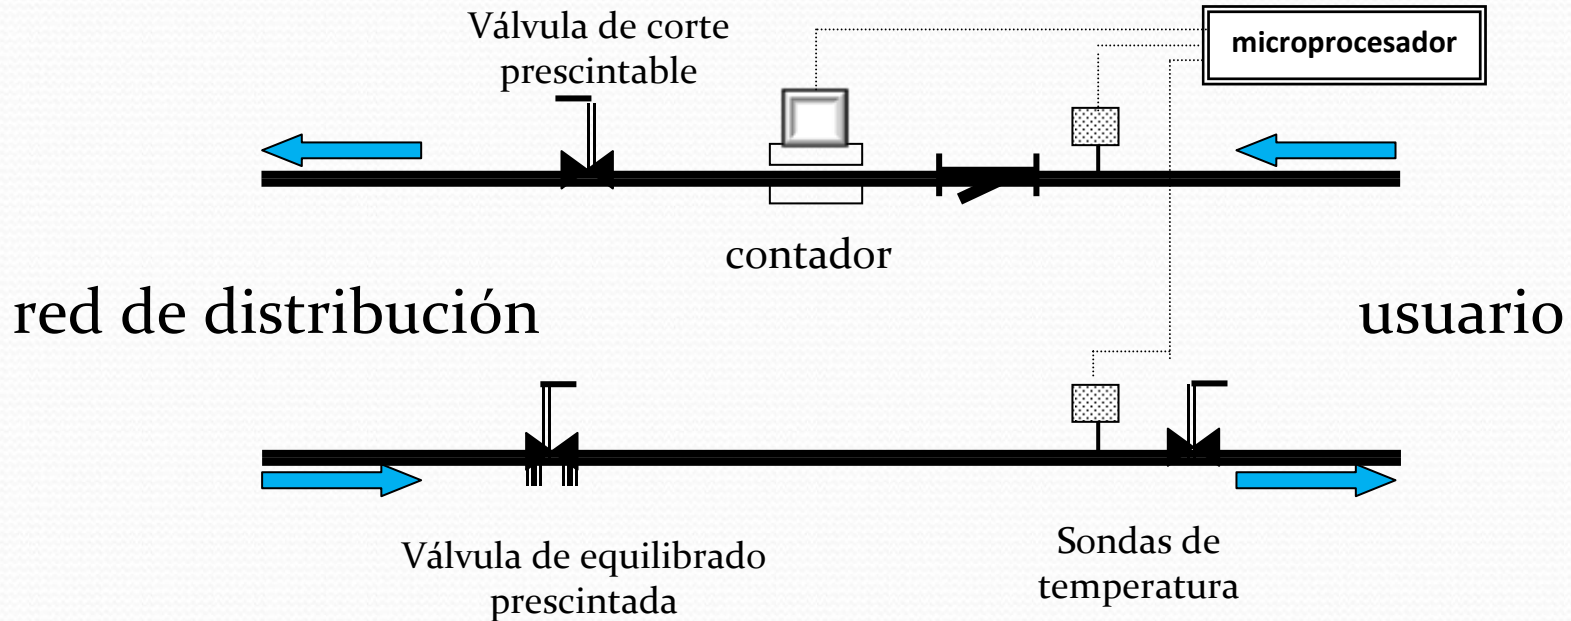 Válvula de corte
prescintable
microprocesador
contador
red de distribución
usuario
Válvula de equilibrado
prescintada
Sondas de
temperatura